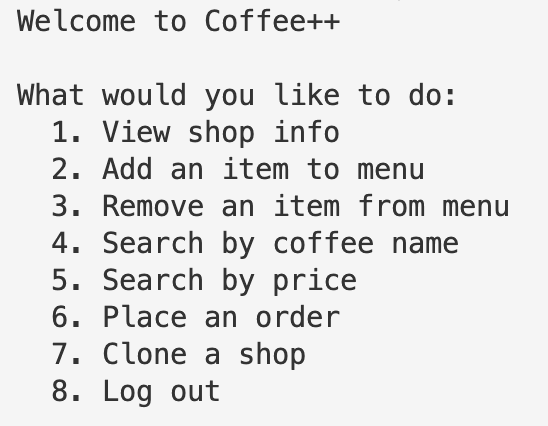 Welcome to Coffee++
What would you like to do:
1. View shop info
2. Add an item to menu
3. Remove an item from menu
4. Search by coffee name
5. Search by price
6. Place an order
7. Clone a shop
8. Log out